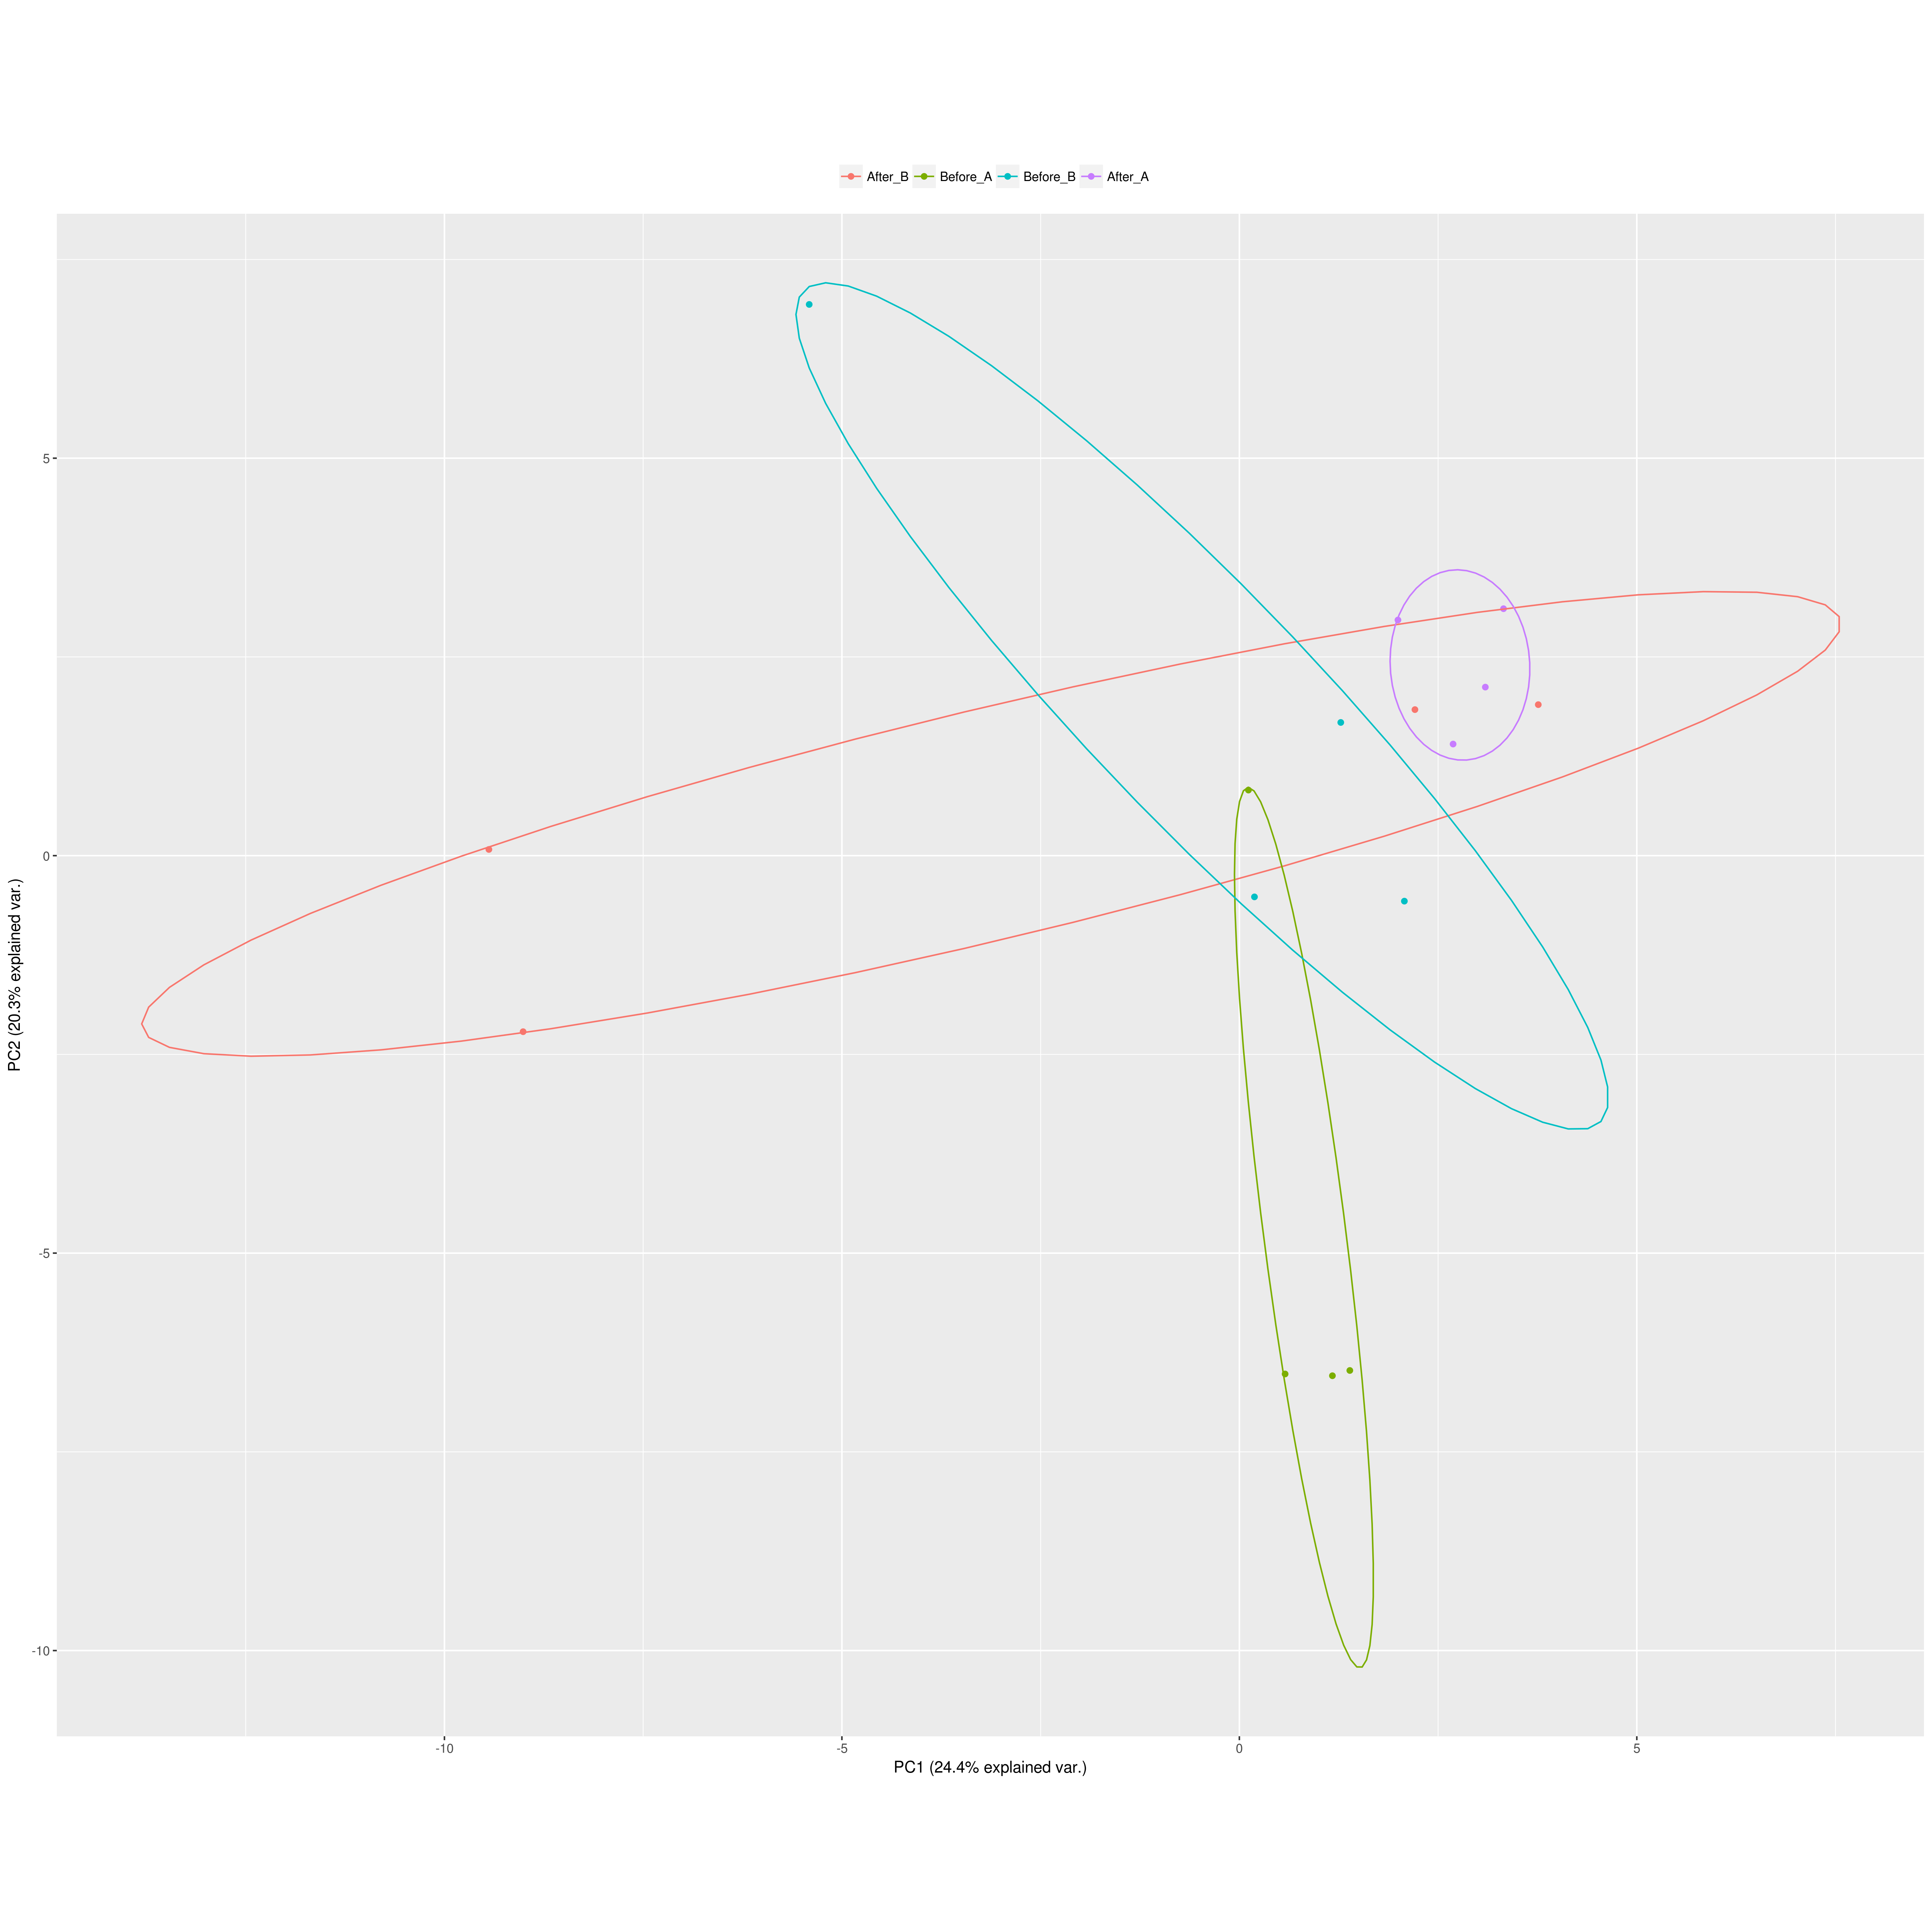 After_B Before_A Before_B After_A
5
0
-5
-10
PC2 (20.3% explained var.)
-10 -5 0 5
PC1 (24.4% explained var.)